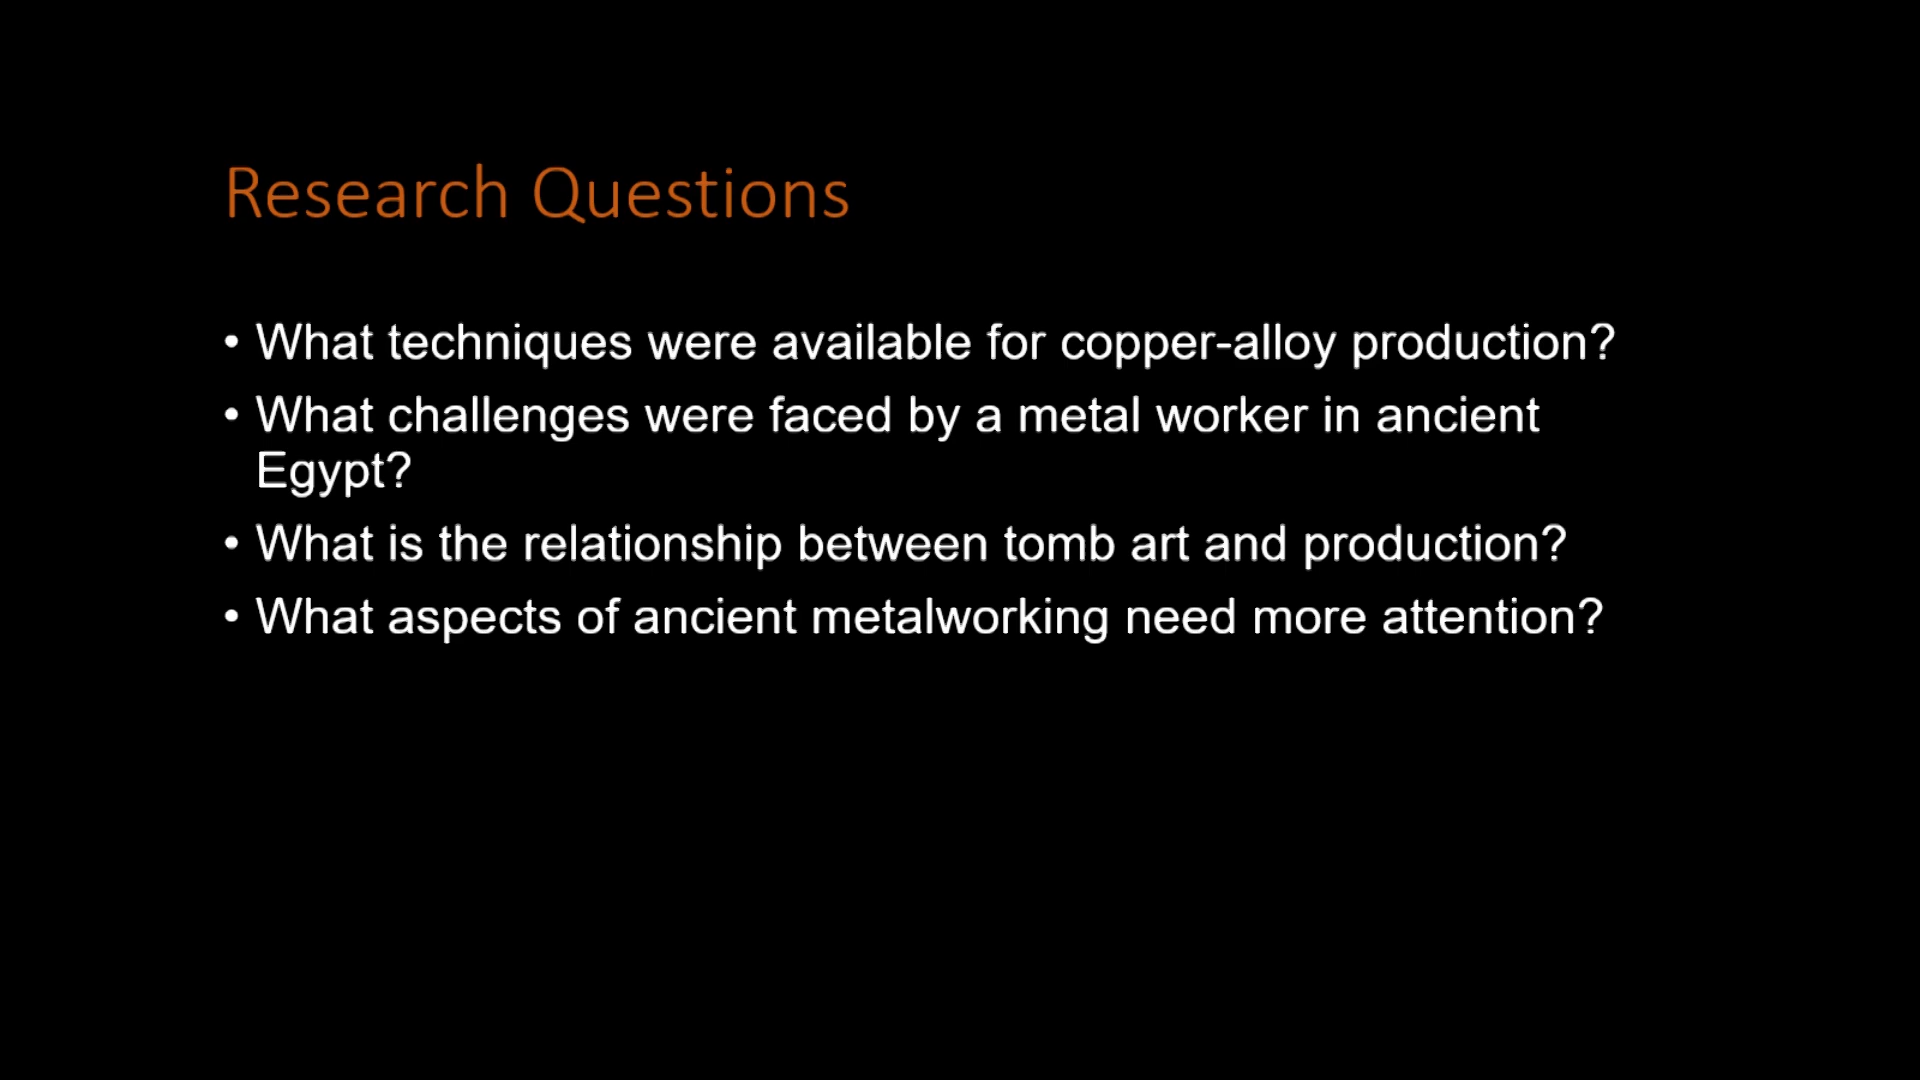 Research Questions
• What techniques were available for copper-alloy production?
• What challenges were faced by a metal worker in ancient
Egypt?
• What is the relationship between tomb art and production?
• What aspects of ancient metalworking need more attention?